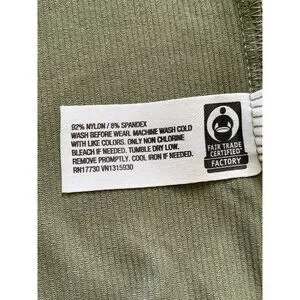 92% NYLON / 8% SPANDEX
WASH BEFORE WEAR. MACHINE WASH COLD
WITH LIKE COLORS. ONLY NON CHLORINE
BLEACH IF NEEDED. TUMBLE DRY LOW.
REMOVE PROMPTLY. COOL IRON IF NEEDED.
RN17730 VN1315930
FAIR TRADE
CERTIFIED
FACTORY